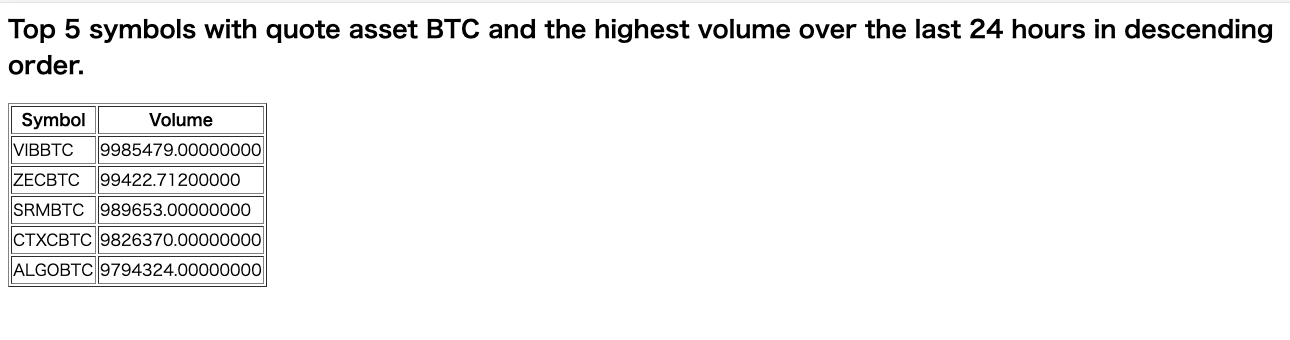 Top 5 symbols with quote asset BTC and the highest volume over the last 24 hours in descending
order.
Symbol Volume
VIBBTC 9985479.00000000
ZECBTC 99422.71200000
SRMBTC 989653.00000000
CTXCBTC 9826370.00000000
ALGOBTC 9794324.00000000